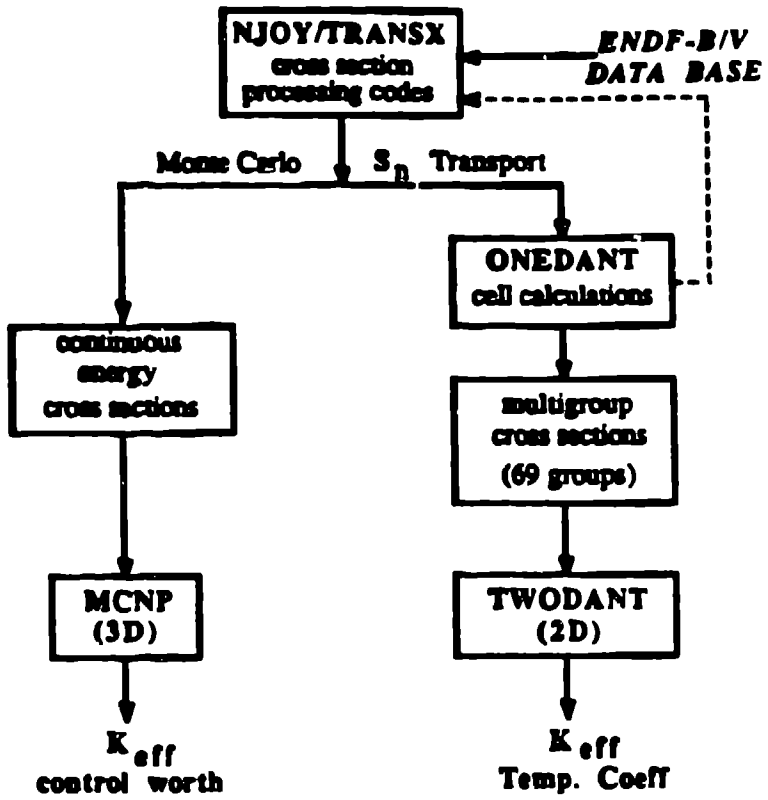 NJOY/TRANSX
cross section
processing codes
ENDF-B/V
DATA BASE
Monte Carlo
Sn Transport
ONEDANT
cell calculations
continuous
energy
cross sections
multigroup
cross sections
(69 groups)
MCNP
(3D)
TWODANT
(2D)
Keff
control worth
Keff
Temp. Coeff